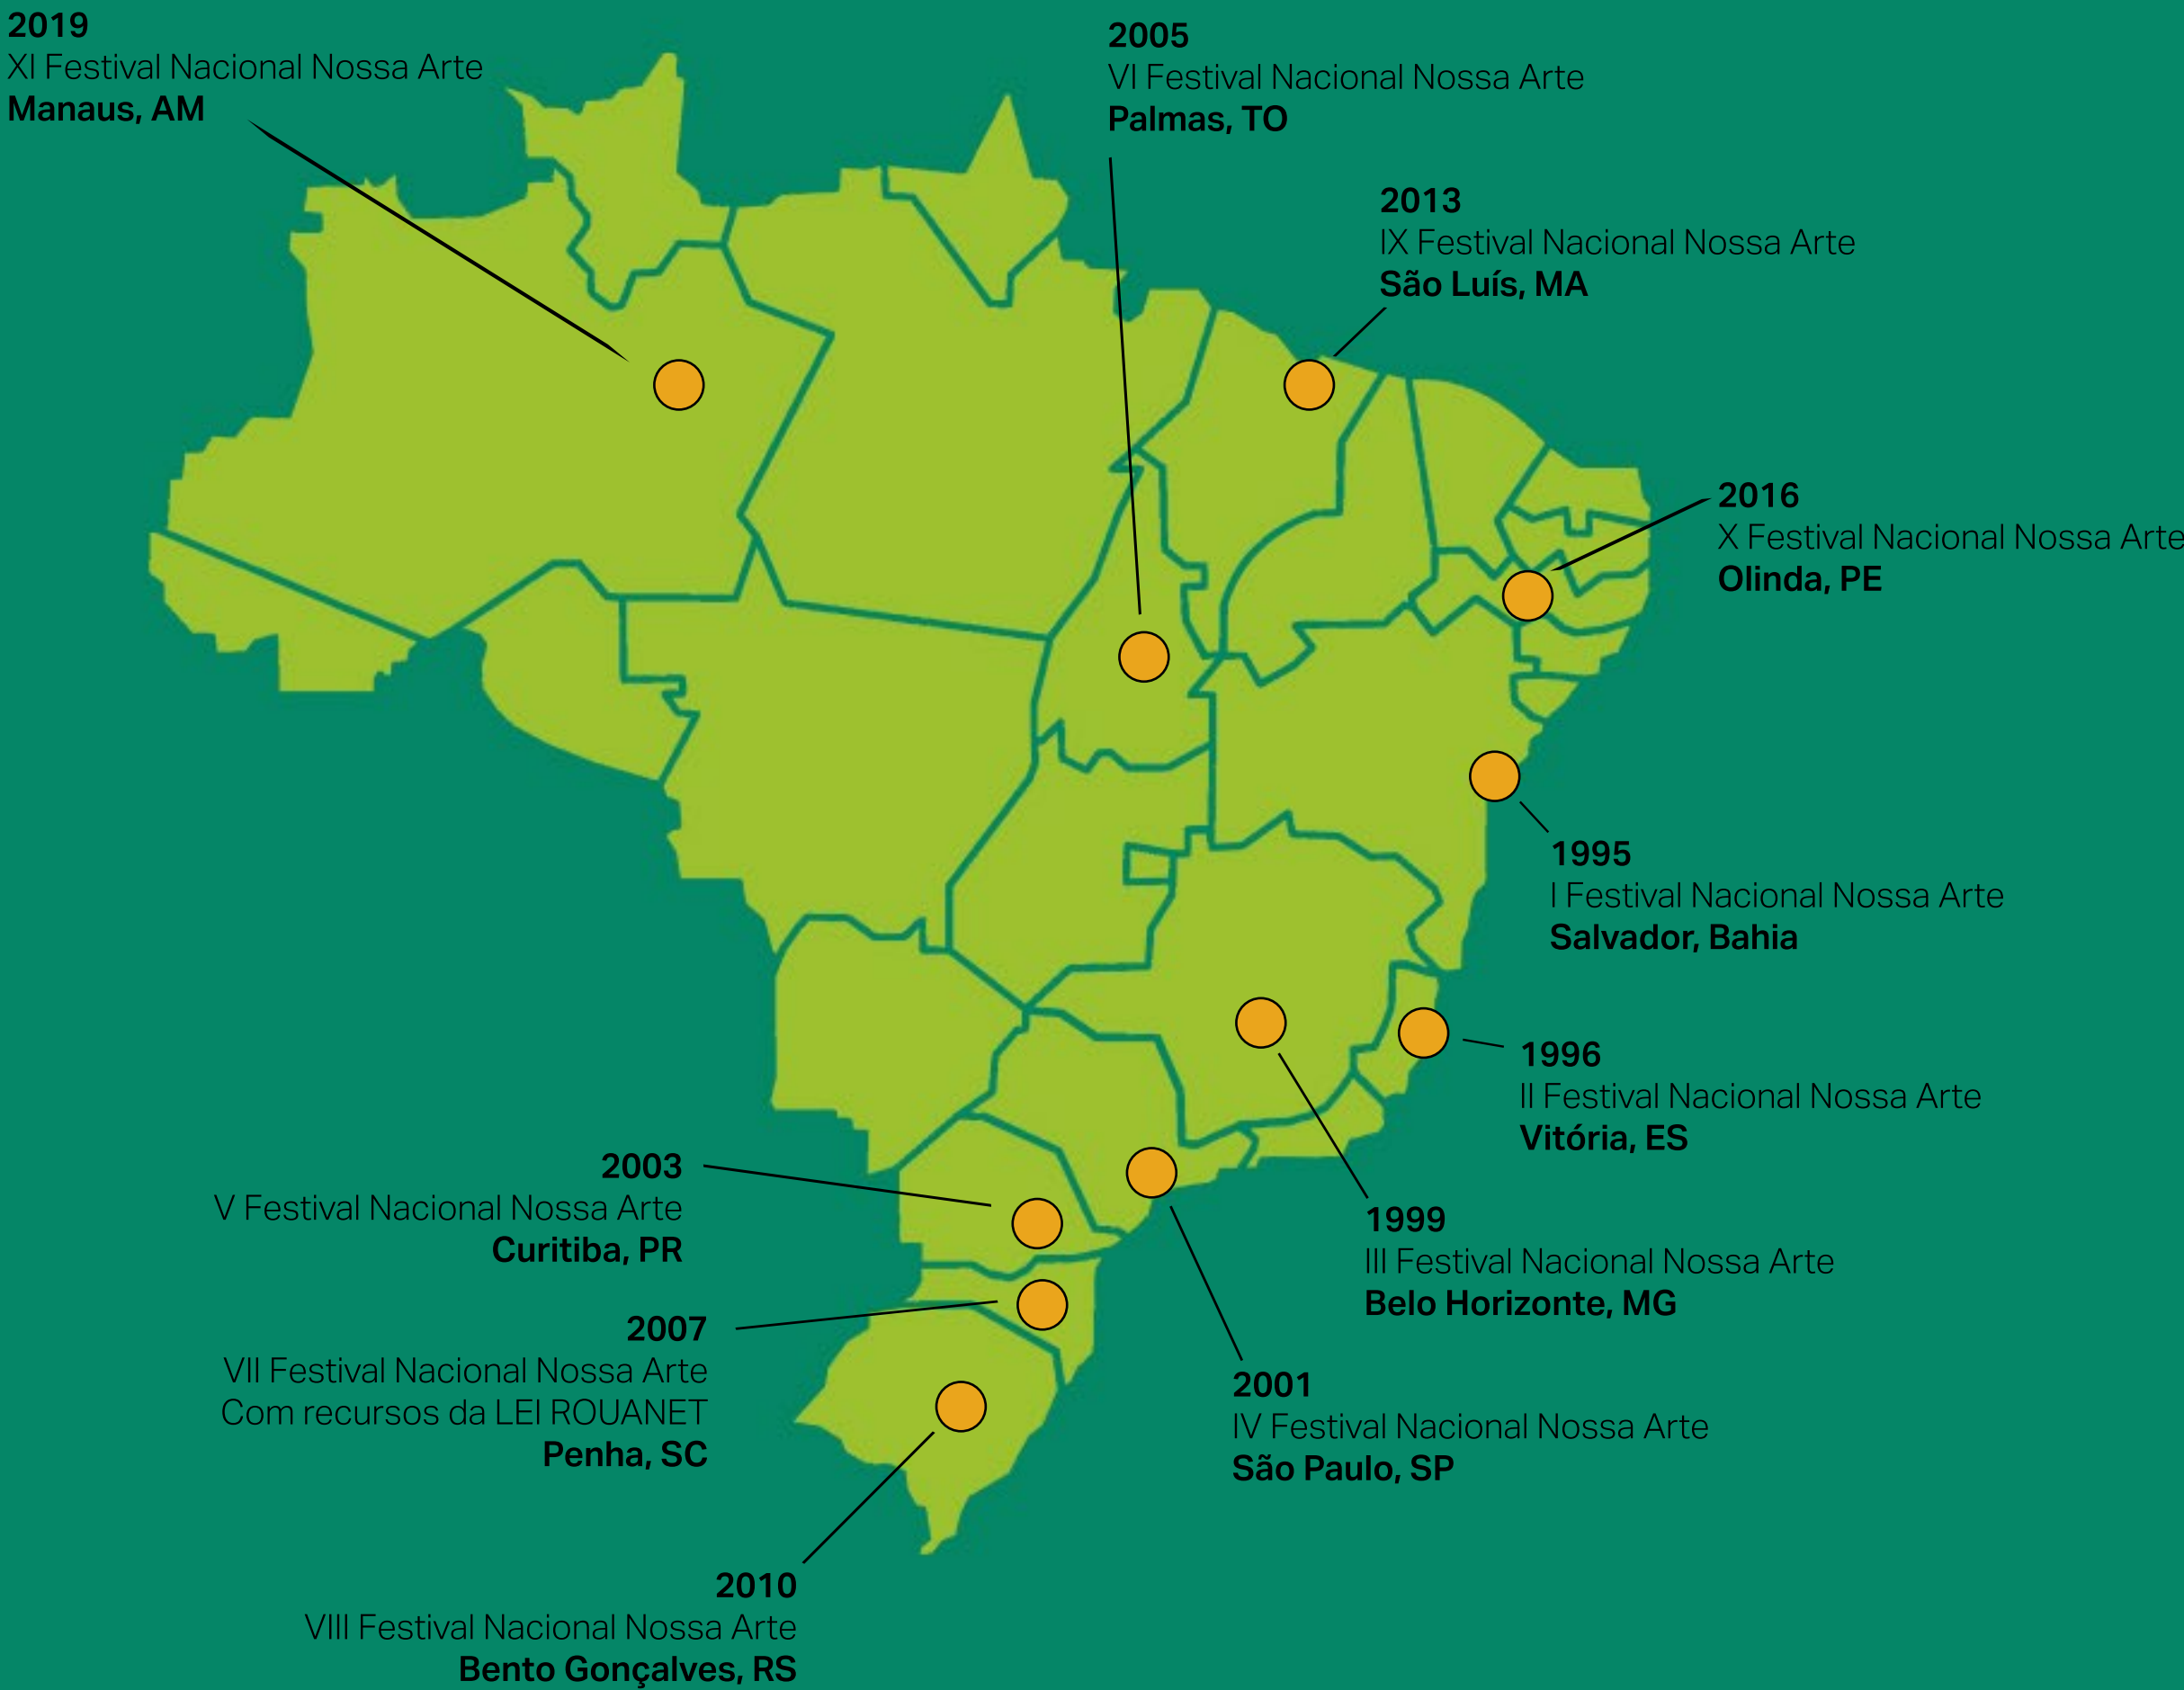 2019
XI Festival Nacional Nossa Arte
Manaus, AM
2005
VI Festival Nacional Nossa Arte
Palmas, TO
2013
IX Festival Nacional Nossa Arte
São Luís, MA
2016
X Festival Nacional Nossa Arte
Olinda, PE
1995
I Festival Nacional Nossa Arte
Salvador, Bahia
1996
II Festival Nacional Nossa Arte
Vitória, ES
1999
III Festival Nacional Nossa Arte
Belo Horizonte, MG
2001
IV Festival Nacional Nossa Arte
São Paulo, SP
2003
V Festival Nacional Nossa Arte
Curitiba, PR
2007
VII Festival Nacional Nossa Arte
Com recursos da LEI ROUANET
Penha, SC
2010
VIII Festival Nacional Nossa Arte
Bento Gonçalves, RS